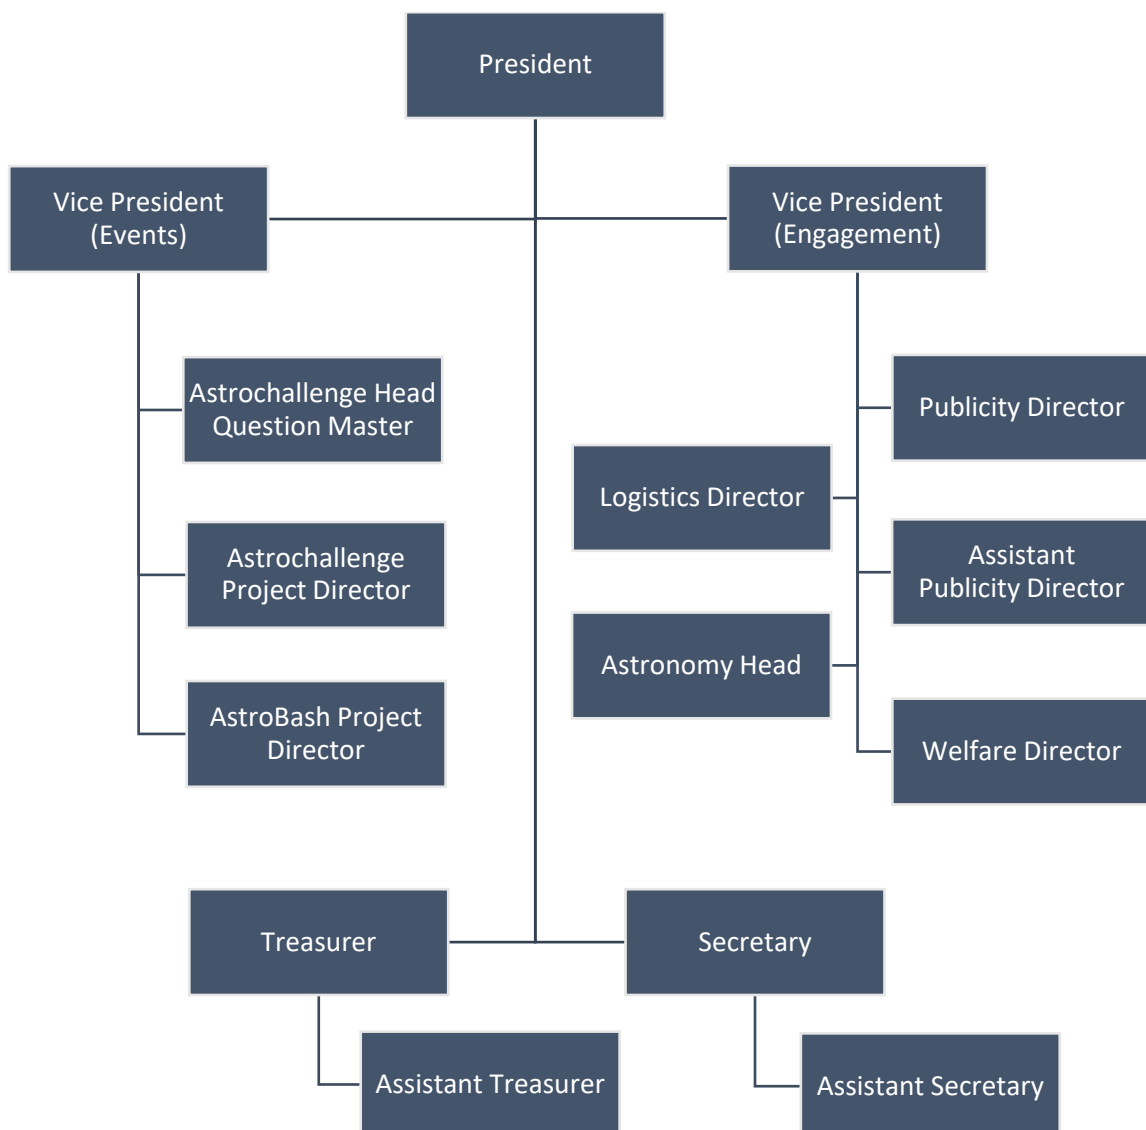 President
Vice President
(Events)
Vice President
(Engagement)
Astrochallenge Head
Question Master
Astrochallenge
Project Director
AstroBash Project
Director
Publicity Director
Logistics Director
Assistant
Publicity Director
Astronomy Head
Welfare Director
Treasurer
Secretary
Assistant Treasurer
Assistant Secretary